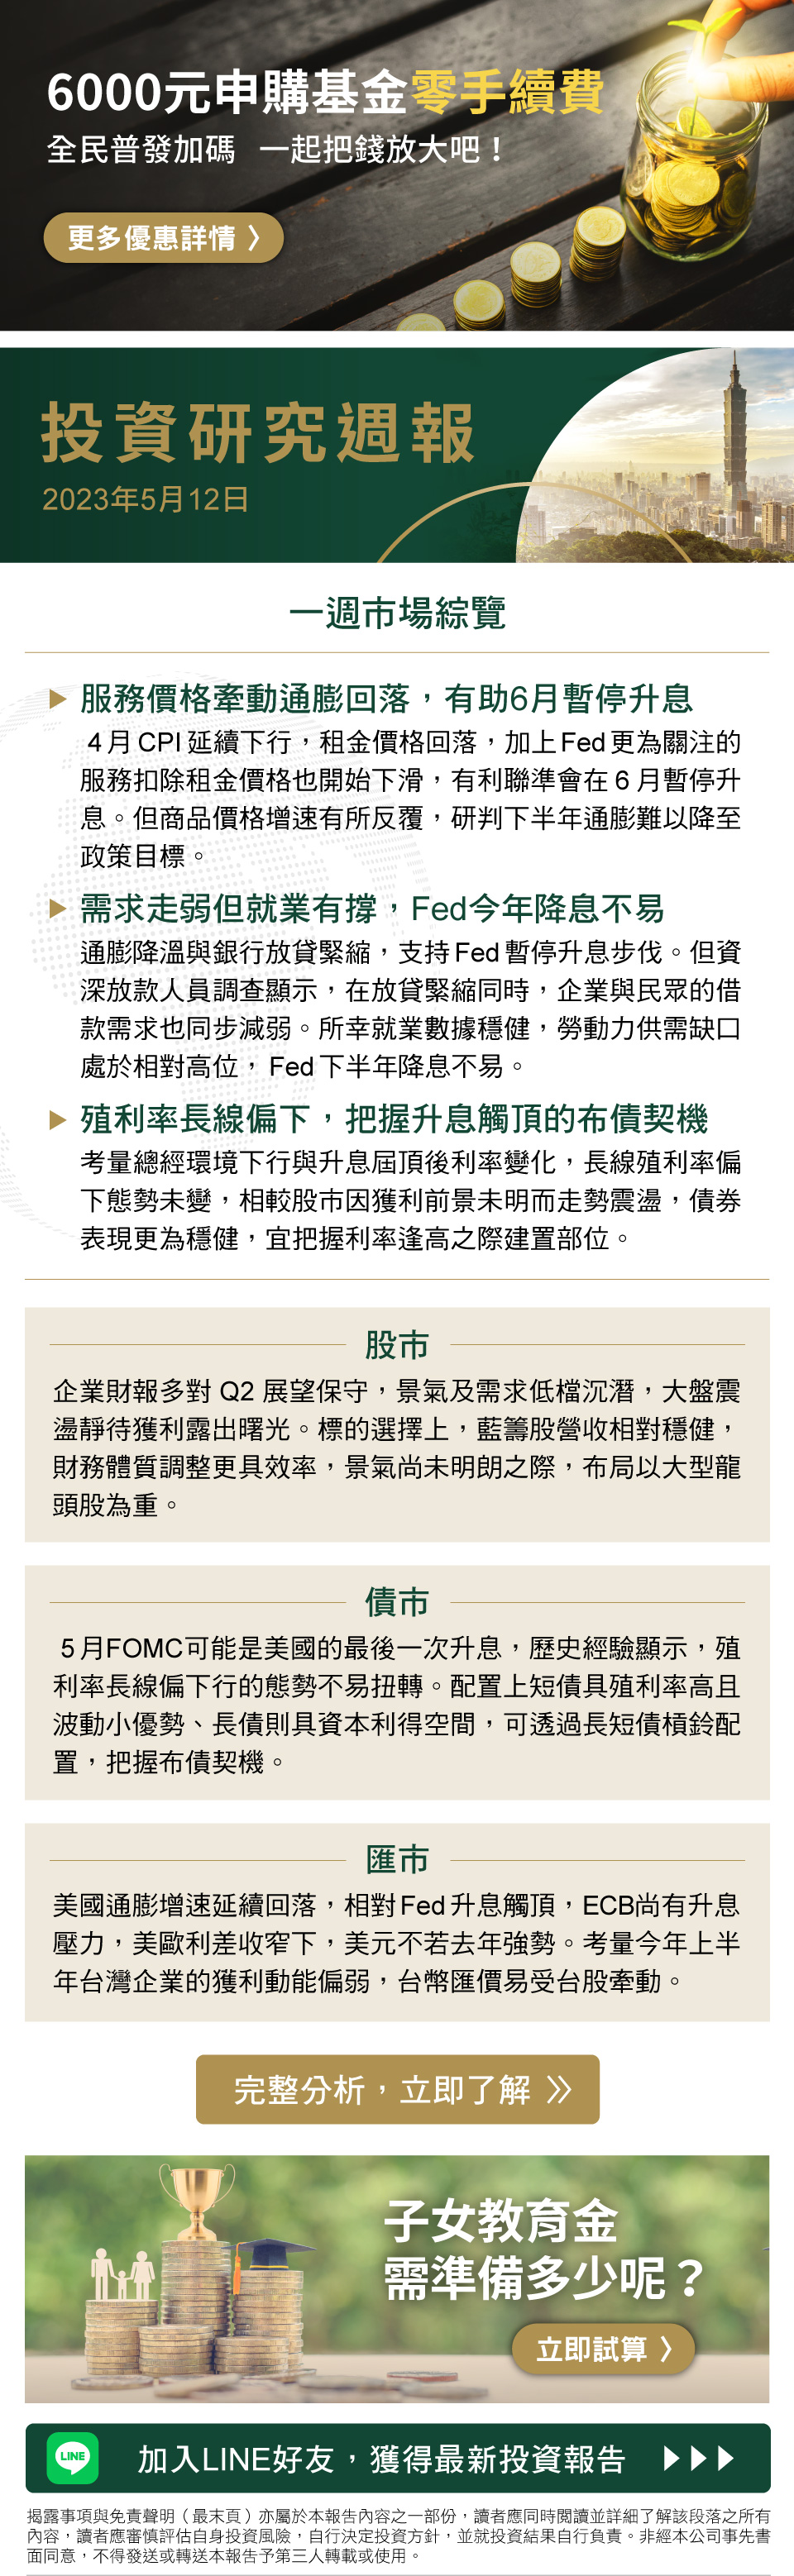 6000元申購基金零手續費
全民普發加碼 一起把錢放大吧！
更多優惠詳情 〉
投資研究週報
2023年5月12日
一週市場綜覽
▶ 服務價格牽動通膨回落，有助6月暫停升息
4月CPI延續下行，租金價格回落，加上Fed更為關注的
服務扣除租金價格也開始下滑，有利聯準會在 6 月暫停升
息。但商品價格增速有所反覆，研判下半年通膨難以降至
政策目標。
▶ 需求走弱但就業有撐，Fed今年降息不易
通膨降溫與銀行放貸緊縮，支持Fed暫停升息步伐。但資
深放款人員調查顯示，在放貸緊縮同時，企業與民眾的借
款需求也同步減弱。所幸就業數據穩健，勞動力供需缺口
處於相對高位，Fed下半年降息不易。
▶ 殖利率長線偏下，把握升息觸頂的布債契機
考量總經環境下行與升息屆頂後利率變化，長線殖利率偏
下態勢未變，相較股市因獲利前景未明而走勢震盪，債券
表現更為穩健，宜把握利率逢高之際建置部位。
股市
企業財報多對 Q2 展望保守，景氣及需求低檔沉潛，大盤震
盪靜待獲利露出曙光。標的選擇上，藍籌股營收相對穩健，
財務體質調整更具效率，景氣尚未明朗之際，布局以大型龍
頭股為重。
債市
5月FOMC可能是美國的最後一次升息，歷史經驗顯示，殖
利率長線偏下行的態勢不易扭轉。配置上短債具殖利率高且
波動小優勢、長債則具資本利得空間，可透過長短債槓鈴配
置，把握布債契機。
匯市
美國通膨增速延續回落，相對Fed升息觸頂，ECB尚有升息
壓力，美歐利差收窄下，美元不若去年強勢。考量今年上半
年台灣企業的獲利動能偏弱，台幣匯價易受台股牽動。
完整分析，立即了解 》
子女教育金
需準備多少呢？
立即試算 〉
LINE 加入LINE好友，獲得最新投資報告 ▶▶▶
揭露事項與免責聲明（最末頁）亦屬於本報告內容之一部份，讀者應同時閱讀並詳細了解該段落之所有
內容，讀者應審慎評估自身投資風險，自行決定投資方針，並就投資結果自行負責。非經本公司事先書
面同意，不得發送或轉送本報告予第三人轉載或使用。